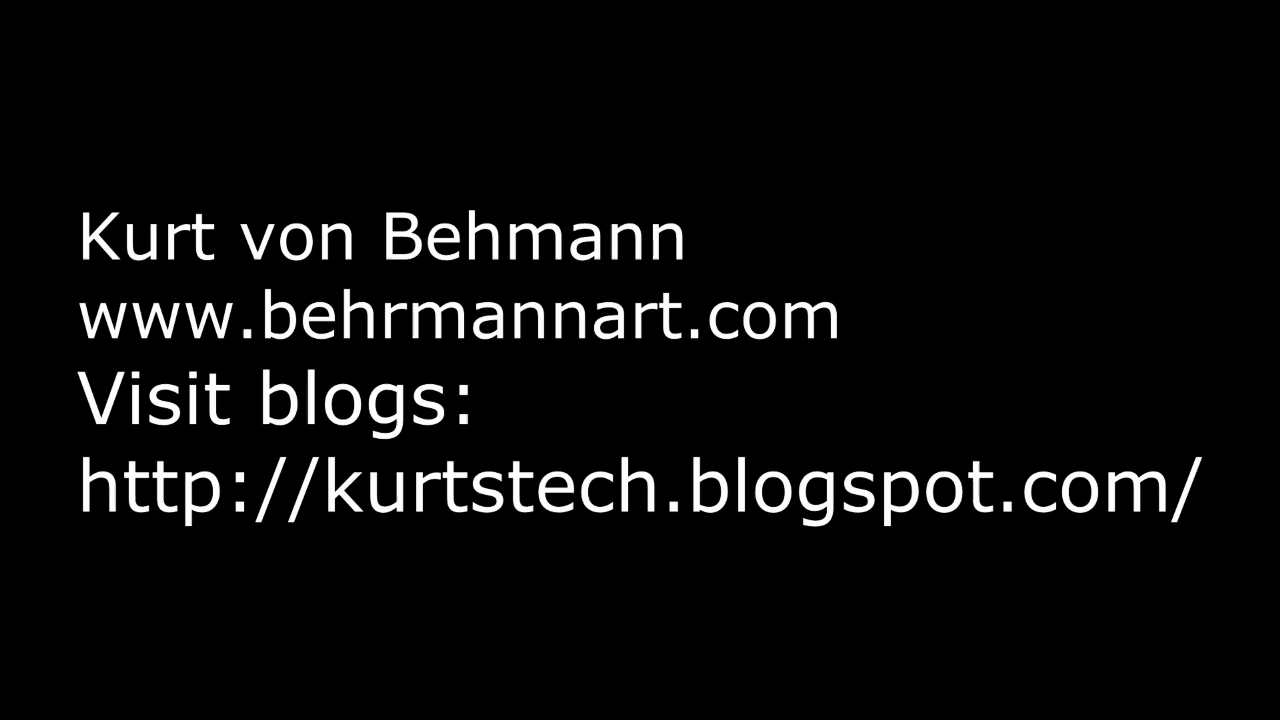 Kurt von Behmann
www.behrmannart.com
Visit blogs:
http://kurtstech.blogspot.com/